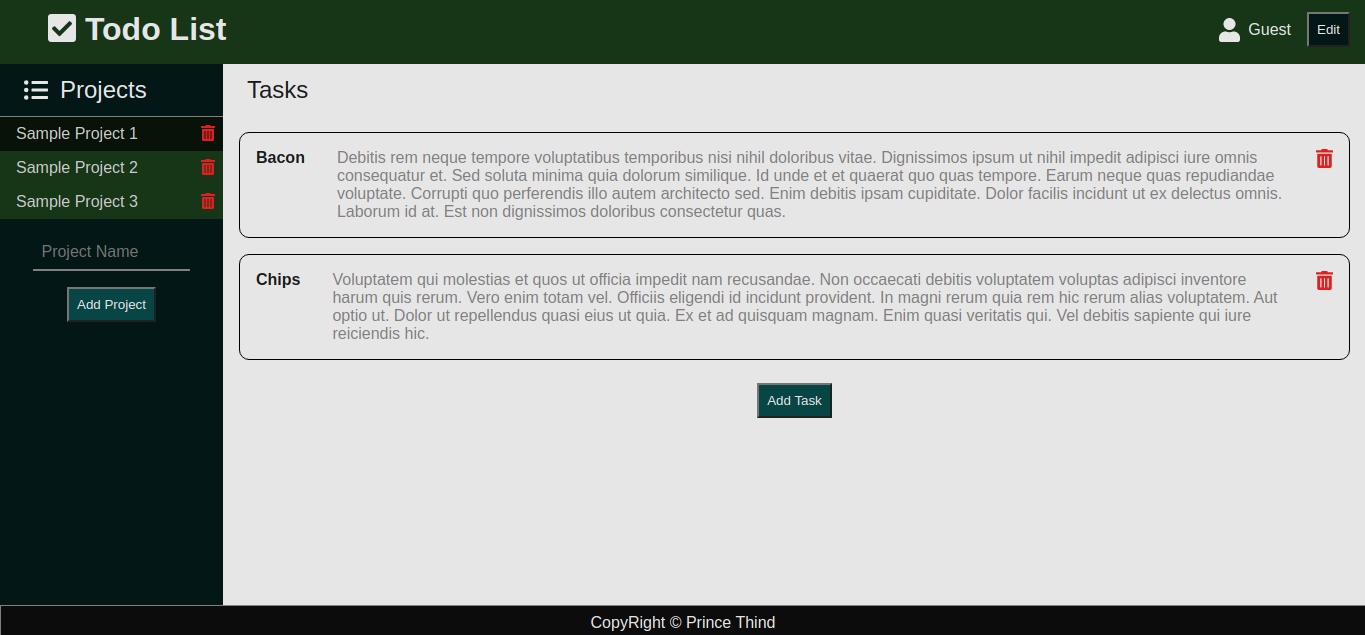 Todo List
Guest
Edit
Projects
Sample Project 1
Sample Project 2
Sample Project 3
Project Name
Add Project
Tasks
Bacon
Debitis rem neque tempore voluptatibus temporibus nisi nihil doloribus vitae. Dignissimos ipsum ut nihil impedit adipisci iure omnis
consequatur et. Sed soluta minima quia dolorum similique. Id unde et et quaerat quo quas tempore. Earum neque quas repudiandae
voluptate. Corrupti quo perferendis illo autem architecto sed. Enim debitis ipsam cupiditate. Dolor facilis incidunt ut ex delectus omnis.
Laborum id at. Est non dignissimos doloribus consectetur quas.
Chips
Voluptatem qui molestias et quos ut officia impedit nam recusandae. Non occaecati debitis voluptatem voluptas adipisci inventore
harum quis rerum. Vero enim totam vel. Officiis eligendi id incidunt provident. In magni rerum quia rem hic rerum alias voluptatem. Aut
optio ut. Dolor ut repellendus quasi eius ut quia. Ex et ad quisquam magnam. Enim quasi veritatis qui. Vel debitis sapiente qui iure
reiciendis hic.
Add Task
CopyRight © Prince Thind